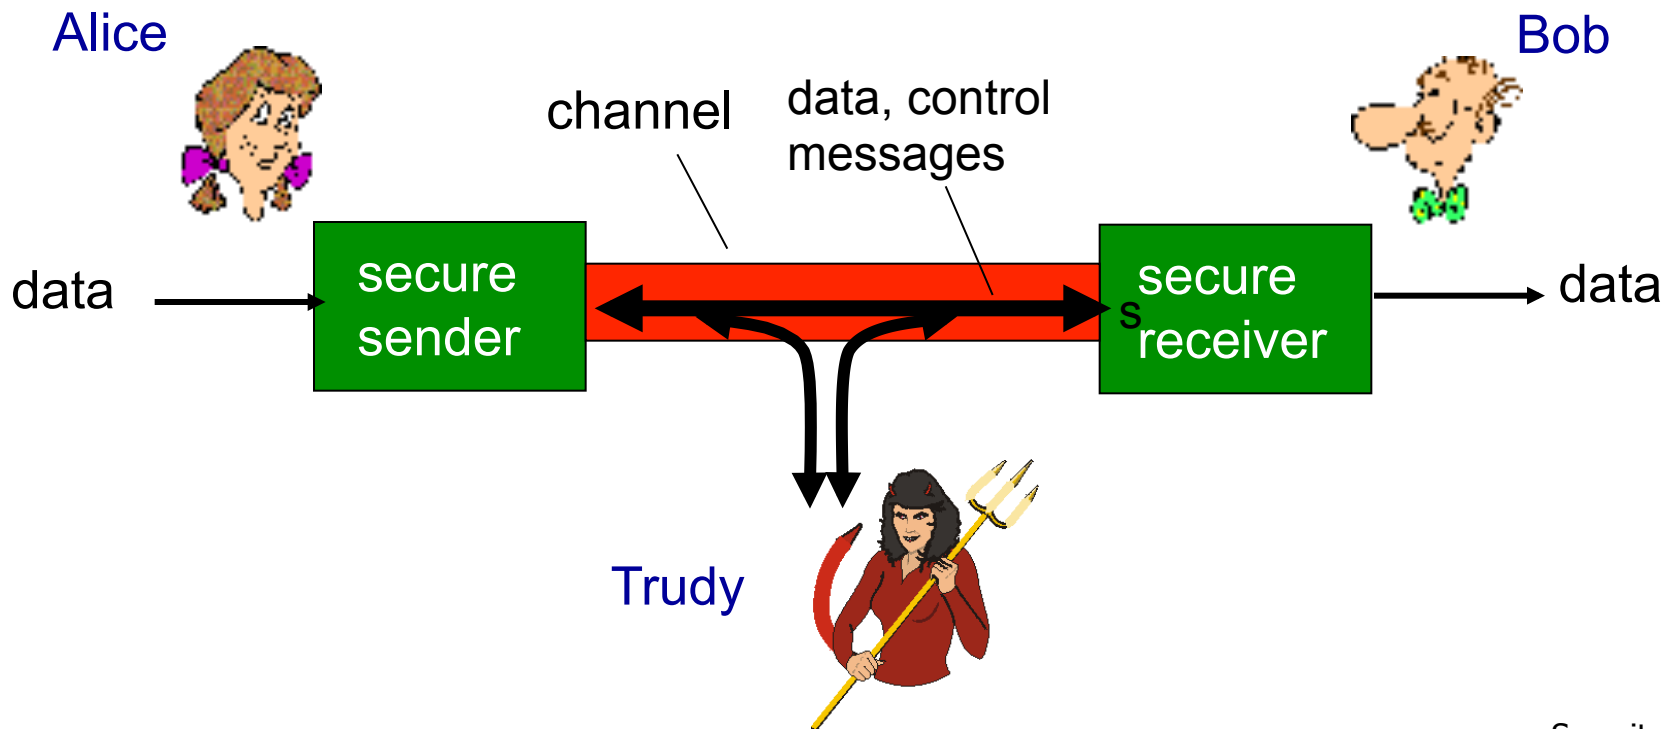 Alice
Bob
channel
data, control
messages
data
secure
sender
s
secure
receiver
data
Trudy